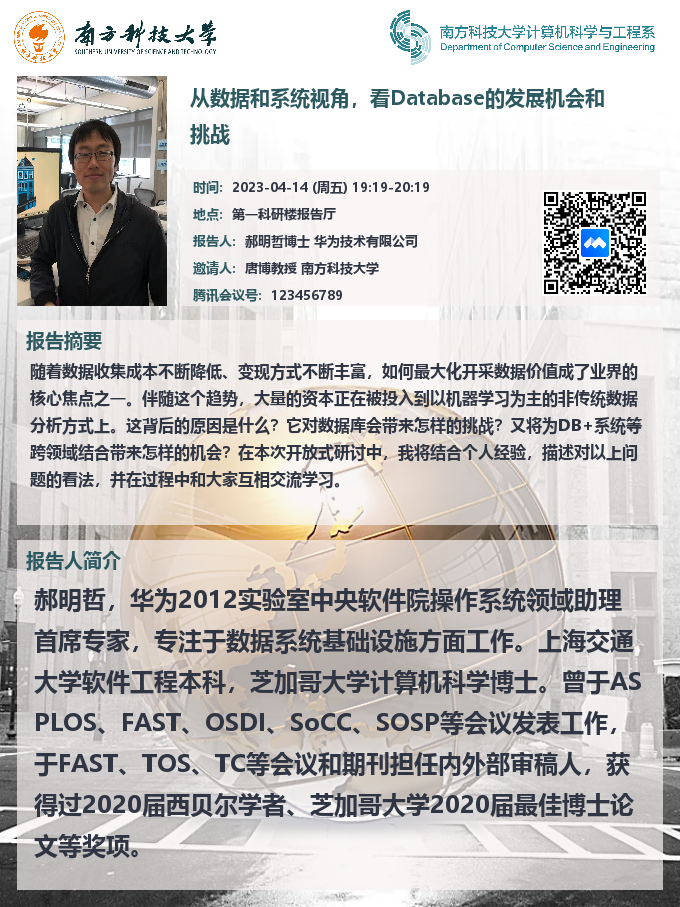 南方科技大学
SOUTHERN UNIVERSITY OF SCIENCE AND TECHNOLOGY
南方科技大学计算机科学与工程系
Department of Computer Science and Engineering
从数据和系统视角，看Database的发展机会和
挑战
时间：2023-04-14 (周五) 19:19-20:19
地点：第一科研楼报告厅
报告人：郝明哲博士 华为技术有限公司
邀请人：唐博教授 南方科技大学
腾讯会议号：123456789
报告摘要
随着数据收集成本不断降低、变现方式不断丰富，如何最大化开采数据价值成了业界的
核心焦点之一。伴随这个趋势，大量的资本正在被投入到以机器学习为主的非传统数据
分析方式上。这背后的原因是什么？它对数据库会带来怎样的挑战？又将为DB+系统等
跨领域结合带来怎样的机会？在本次开放式研讨中，我将结合个人经验，描述对以上问
题的看法，并在过程中和大家互相交流学习。
报告人简介
郝明哲，华为2012实验室中央软件院操作系统领域助理
首席专家，专注于数据系统基础设施方面工作。上海交通
大学软件工程本科，芝加哥大学计算机科学博士。曾于AS
PLOS、FAST、OSDI、SoCC、SOSP等会议发表工作，
于FAST、TOS、TC等会议和期刊担任内外部审稿人，获
得过2020届西贝尔学者、芝加哥大学2020届最佳博士论
文等奖项。